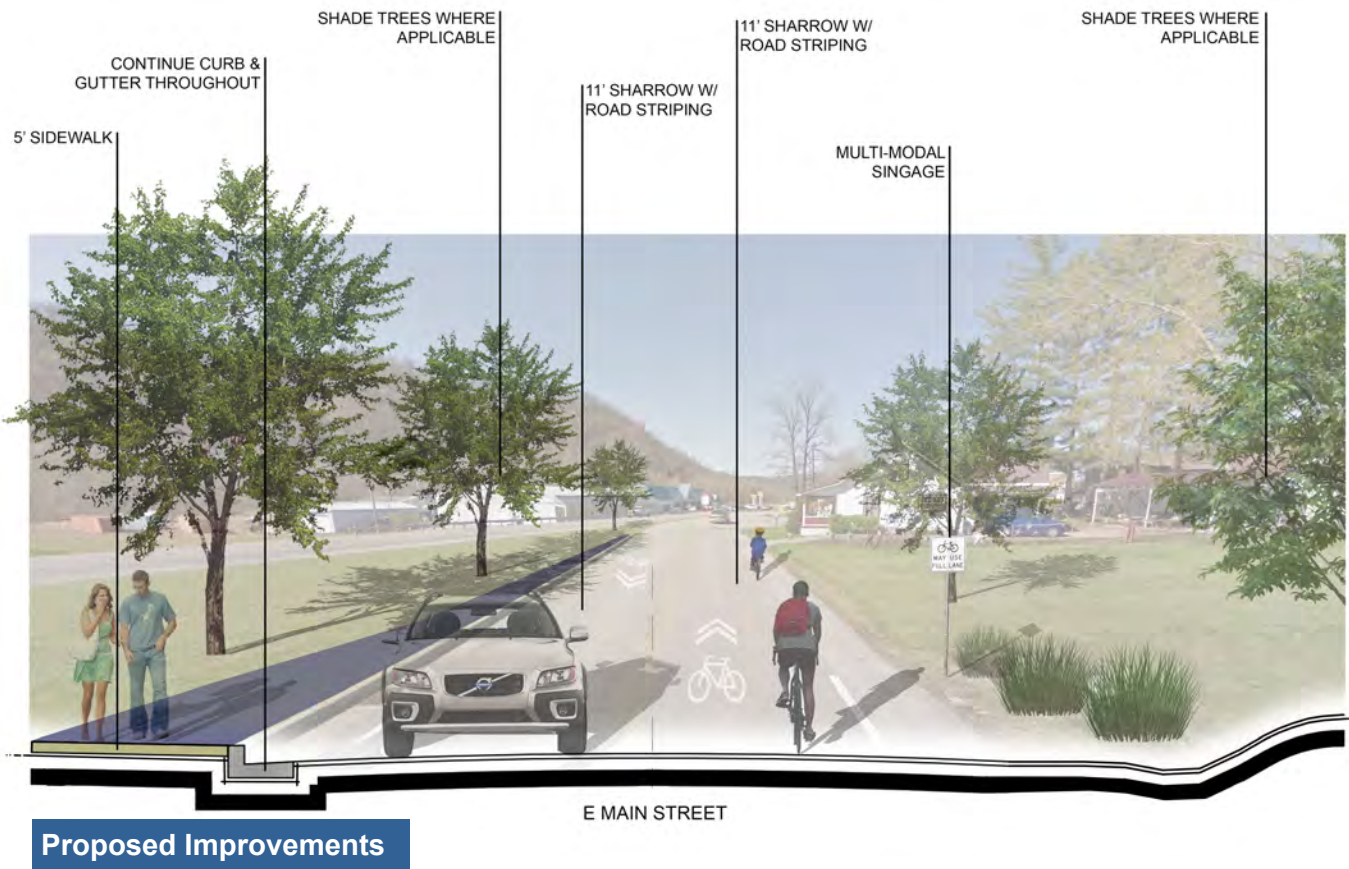 SHADE TREES WHERE
APPLICABLE
11' SHARROW W/
ROAD STRIPING
SHADE TREES WHERE
APPLICABLE
CONTINUE CURB &
GUTTER THROUGHOUT
11' SHARROW W/
ROAD STRIPING
5' SIDEWALK
MULTI-MODAL
SINGAGE
MAY USE
FULL LANE
E MAIN STREET
Proposed Improvements